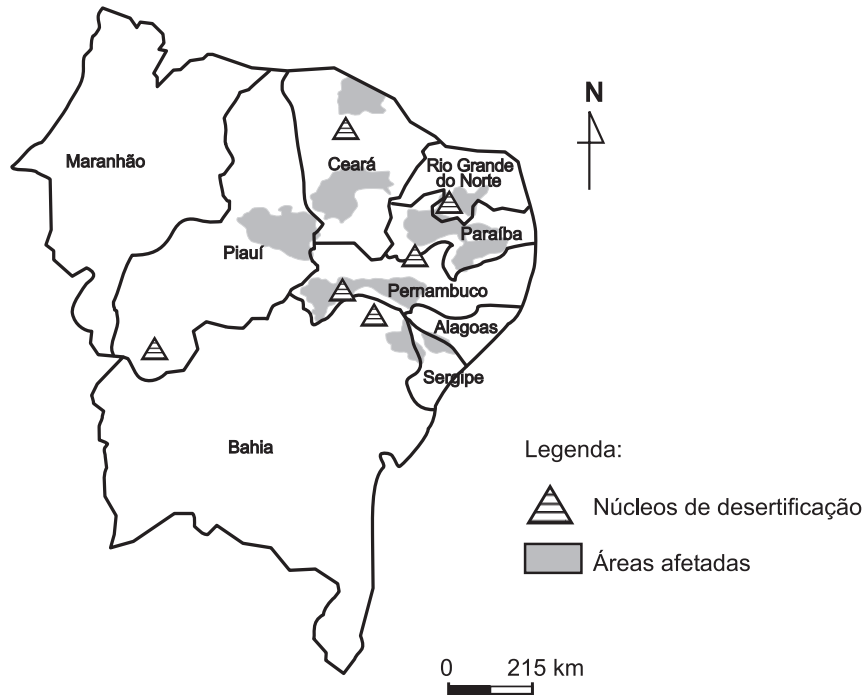 N
Maranhão
Ceará
Rio Grande
do Norte
Paraíba
Piauí
Pernambuco
Alagoas
Sergipe
Bahia
Legenda:
Núcleos de desertificação
Áreas afetadas
0 215 km